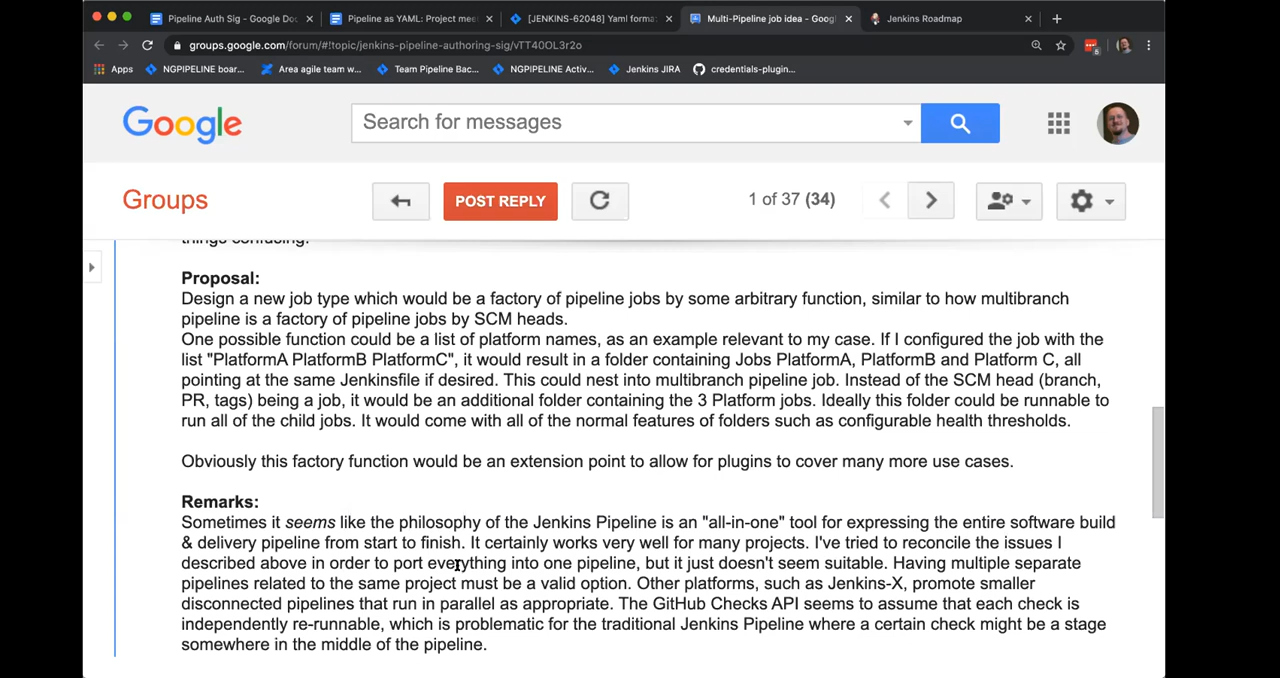 Pipeline Auth Sig - Google Doc
Pipeline as YAML: Project mee
[JENKINS-62048] Yaml forma
Multi-Pipeline job idea - Goog
Jenkins Roadmap
groups.google.com/forum/#!topic/jenkins-pipeline-authoring-sig/vTT40OL3r2o
Apps
NGPIPELINE boar...
Area agile team w...
Team Pipeline Bac...
NGPIPELINE Activ...
Jenkins JIRA
credentials-plugin...
Google
Search for messages
Groups
POST REPLY
1 of 37 (34)
things confusing.
Proposal:
Design a new job type which would be a factory of pipeline jobs by some arbitrary function, similar to how multibranch
pipeline is a factory of pipeline jobs by SCM heads.
One possible function could be a list of platform names, as an example relevant to my case. If I configured the job with the
list "PlatformA PlatformB PlatformC", it would result in a folder containing Jobs PlatformA, PlatformB and Platform C, all
pointing at the same Jenkinsfile if desired. This could nest into multibranch pipeline job. Instead of the SCM head (branch,
PR, tags) being a job, it would be an additional folder containing the 3 Platform jobs. Ideally this folder could be runnable to
run all of the child jobs. It would come with all of the normal features of folders such as configurable health thresholds.
Obviously this factory function would be an extension point to allow for plugins to cover many more use cases.
Remarks:
Sometimes it seems like the philosophy of the Jenkins Pipeline is an "all-in-one" tool for expressing the entire software build
& delivery pipeline from start to finish. It certainly works very well for many projects. I've tried to reconcile the issues I
described above in order to port everything into one pipeline, but it just doesn't seem suitable. Having multiple separate
pipelines related to the same project must be a valid option. Other platforms, such as Jenkins-X, promote smaller
disconnected pipelines that run in parallel as appropriate. The GitHub Checks API seems to assume that each check is
independently re-runnable, which is problematic for the traditional Jenkins Pipeline where a certain check might be a stage
somewhere in the middle of the pipeline.